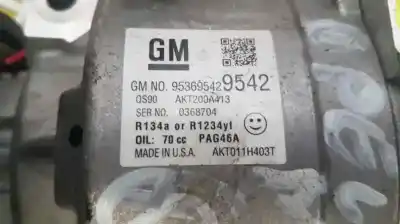 GM
GM NO. 95369542 9542
QS90 AKT200A413
SER NO. 0368704
R134a or R1234yf
OIL: 70 cc PAG46A
MADE IN U.S.A. AKT011H403T
OPEL